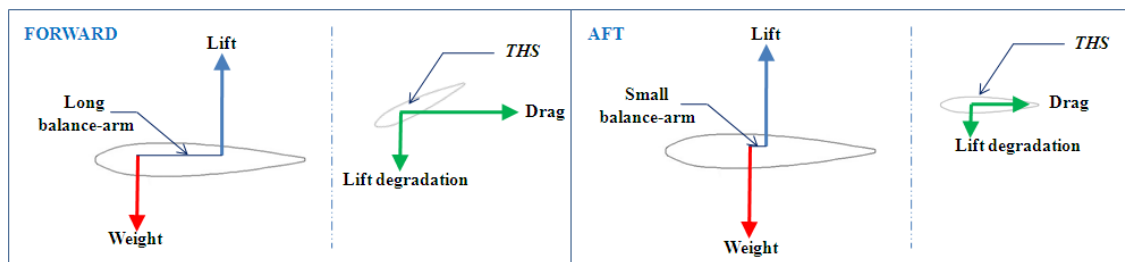 FORWARD
Lift
THS
Long
balance-arm
Drag
Lift degradation
Weight
AFT
Lift
THS
Small
balance-arm
Drag
Lift degradation
Weight